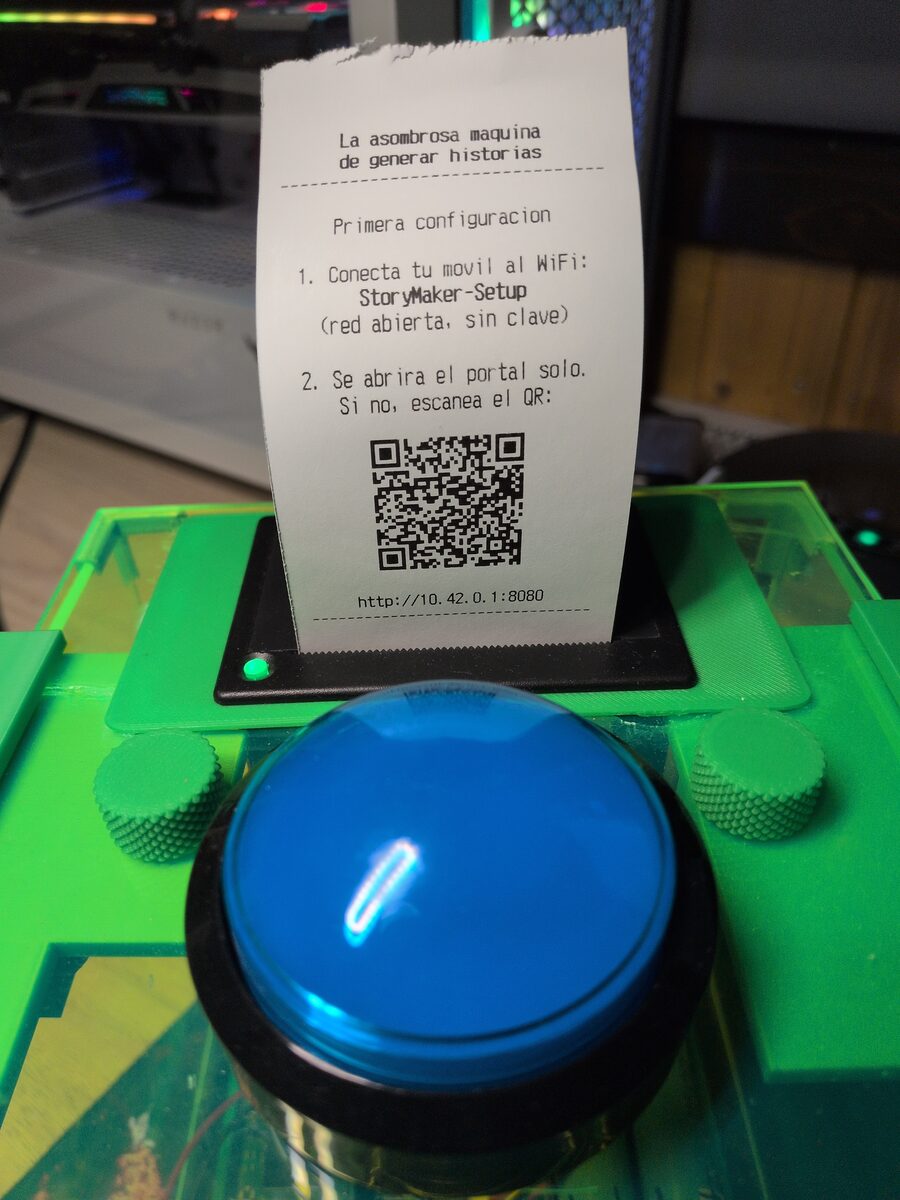 La asombrosa maquina
de generar historias
Primera configuracion
1. Conecta tu movil al WiFi:
StoryMaker-Setup
(red abierta, sin clave)
2. Se abrira el portal solo.
Si no, escanea el QR:
http://10.42.0.1:8080